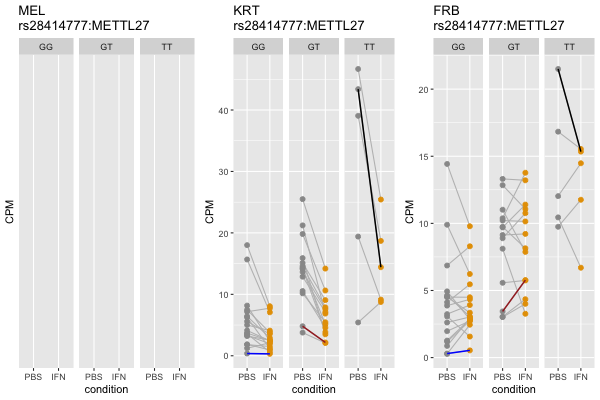 MEL
rs28414777:METTL27
GG GT TT
CPM
PBS IFN PBS IFN PBS IFN
condition
KRT
rs28414777:METTL27
GG GT TT
40
30
20
10
0
CPM
PBS IFN PBS IFN PBS IFN
condition
FRB
rs28414777:METTL27
GG GT TT
20
15
10
5
0
CPM
PBS IFN PBS IFN PBS IFN
condition